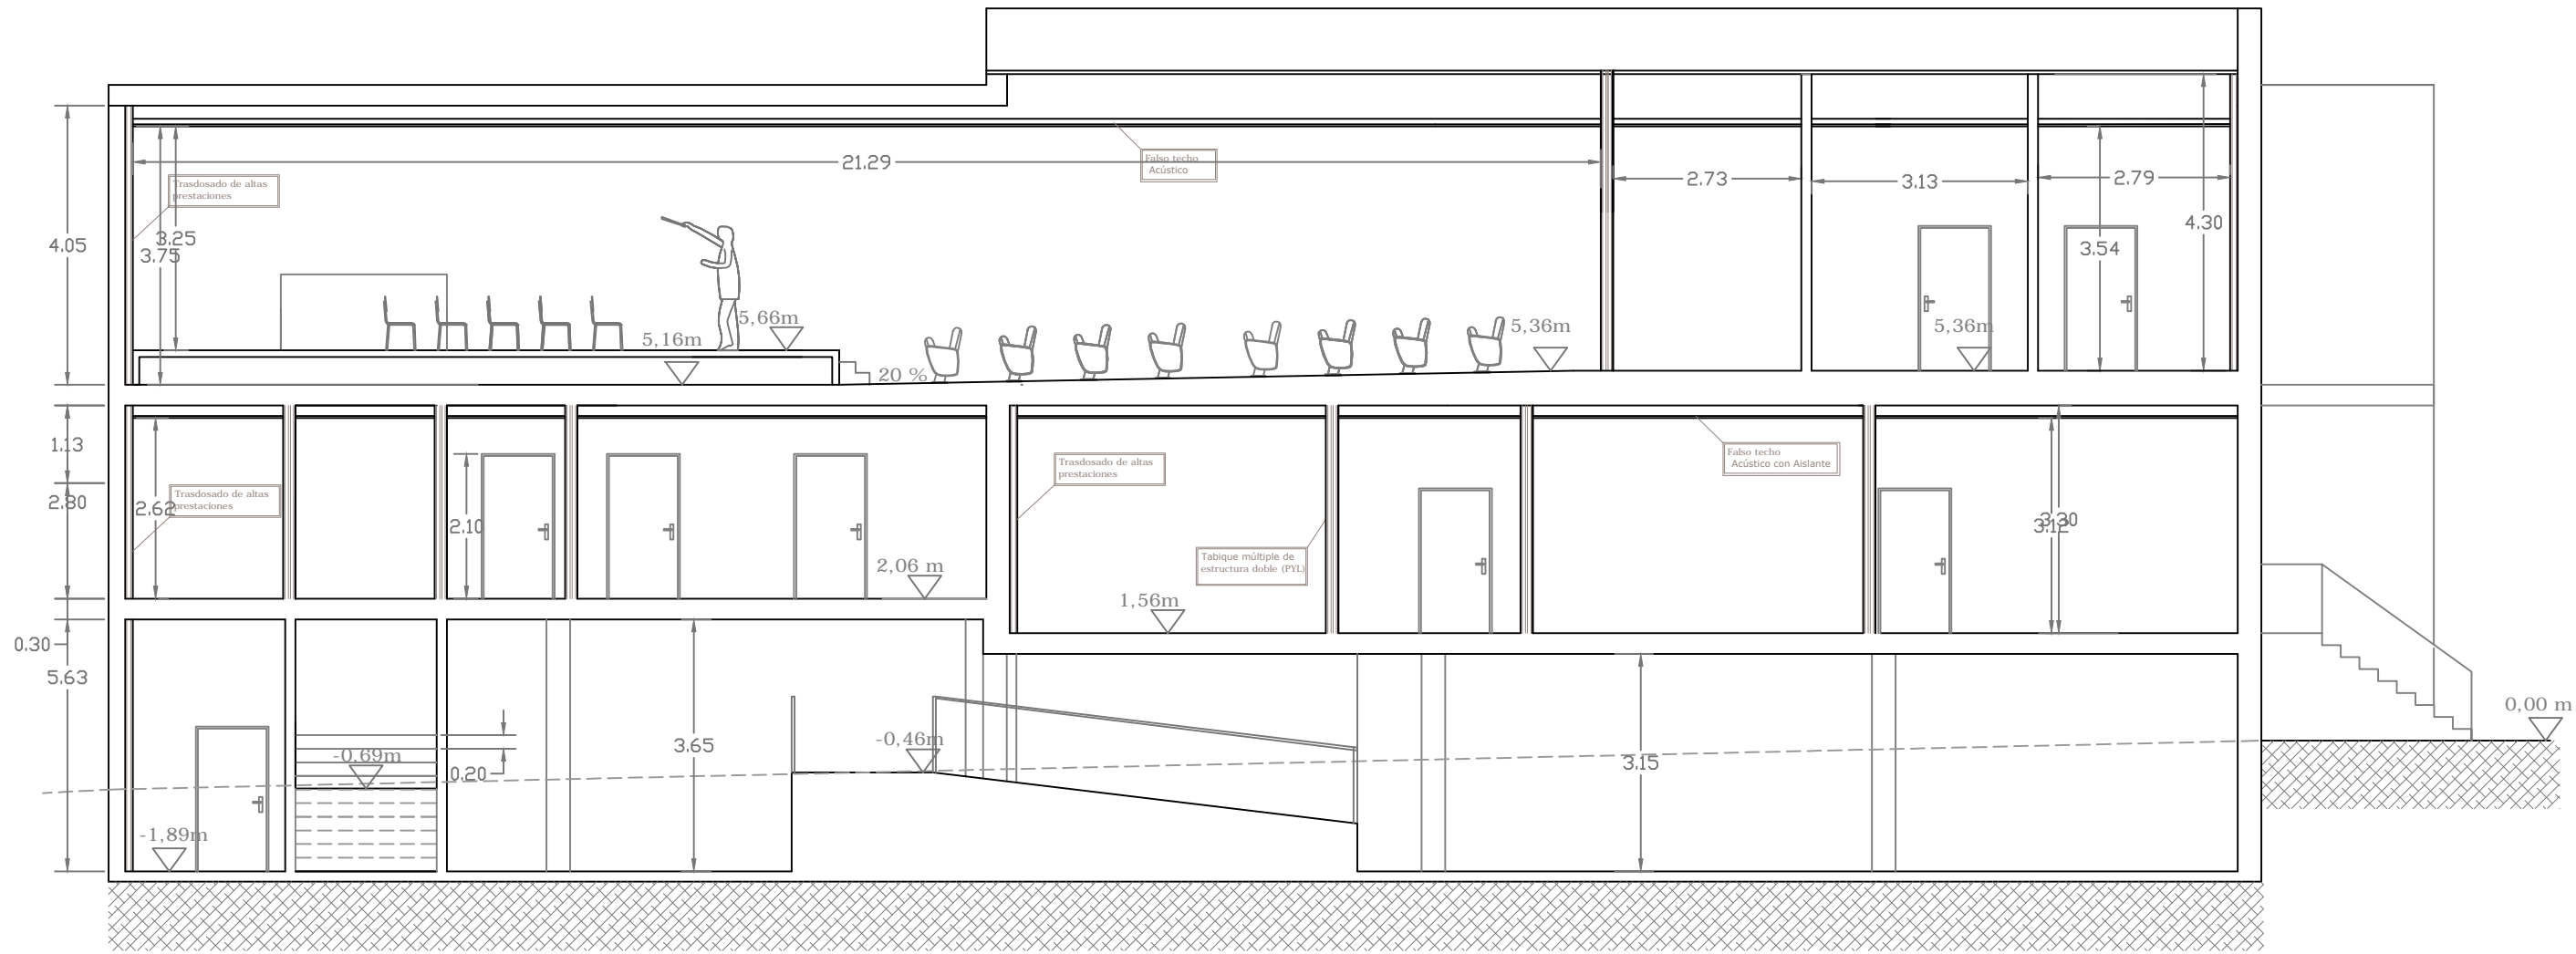 21.29
Falso techo
Acústico
2.73
3.13
2.79
Trasdosado de altas
prestaciones
4.05
3.25
3.75
4.30
3.54
5,66m
5,16m
5,36m
5,36m
20 %
1.13
2.80
2.62
Trasdosado de altas
prestaciones
2.10
2,06 m
Trasdosado de altas
prestaciones
Tabique múltiple de
estructura doble (PYL)
1,56m
Falso techo
Acústico con Aislante
3.30
3.12
0.30
5.63
-0,69m
0.20
3.65
-0,46m
3.15
-1,89m
0,00 m